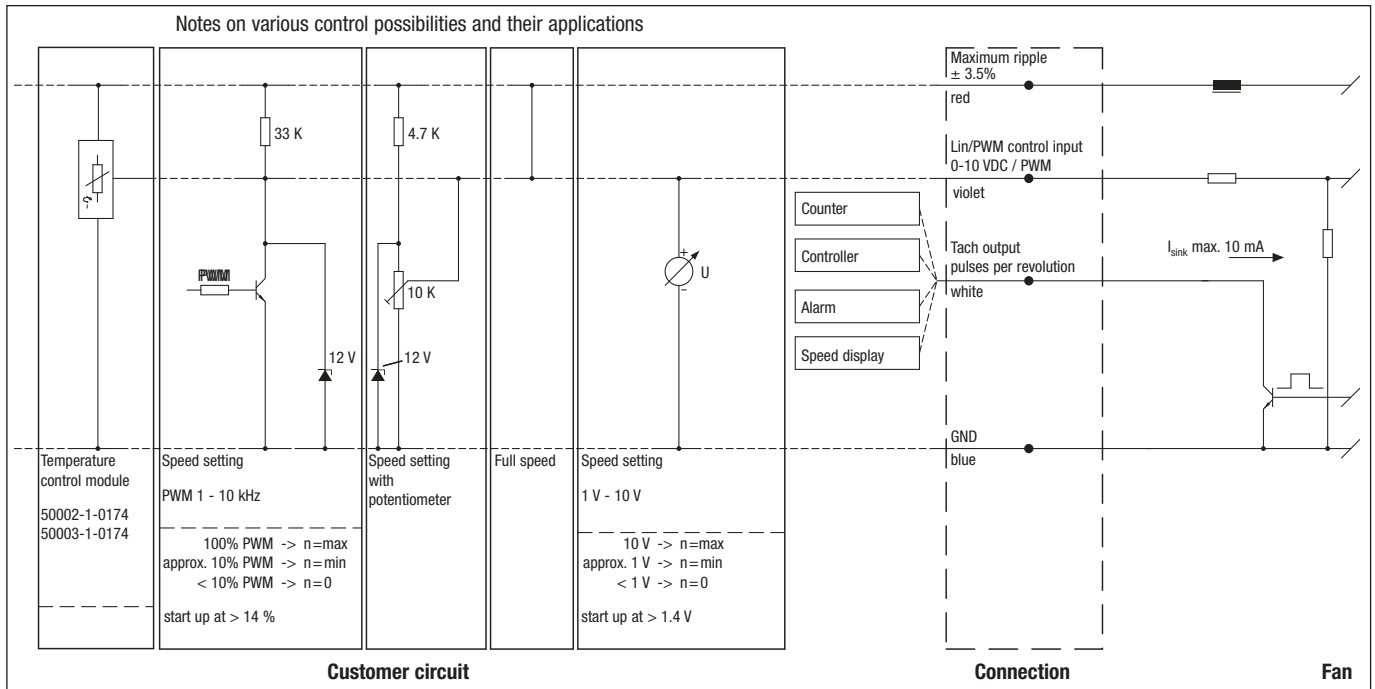 Notes on various control possibilities and their applications
33 K
4.7 K
PWM
12 V
10 K
12 V
+
U
-
Counter
Controller
Alarm
Speed display
Maximum ripple
± 3.5%
red
Lin/PWM control input
0-10 VDC / PWM
violet
Tach output
pulses per revolution
white
I sink max. 10 mA
GND
blue
Temperature
control module
50002-1-0174
50003-1-0174
Speed setting
PWM 1 - 10 kHz
100% PWM -> n=max
approx. 10% PWM -> n=min
< 10% PWM -> n=0
start up at > 14 %
Speed setting
with
potentiometer
Full speed
Speed setting
1 V - 10 V
10 V -> n=max
approx. 1 V -> n=min
< 1 V -> n=0
start up at > 1.4 V
Customer circuit
Connection
Fan